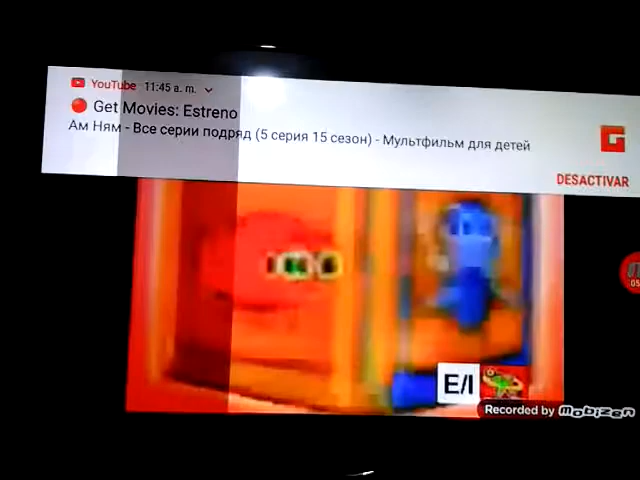 YouTube 11:45 a. m.
Get Movies: Estreno
Ам Ням - Все серии подряд (5 серия 15 сезон) - Мультфильм для детей
DESACTIVAR
E/I
Recorded by Mobizen